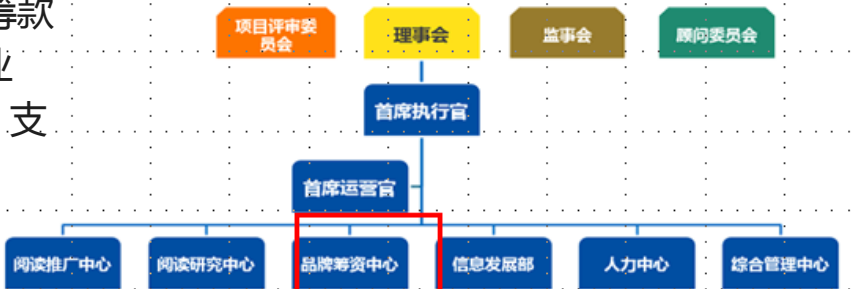 筹款
业
支
项目评审委
员会
理事会
监事会
顾问委员会
首席执行官
首席运营官
阅读推广中心
阅读研究中心
品牌筹资中心
信息发展部
人力中心
综合管理中心